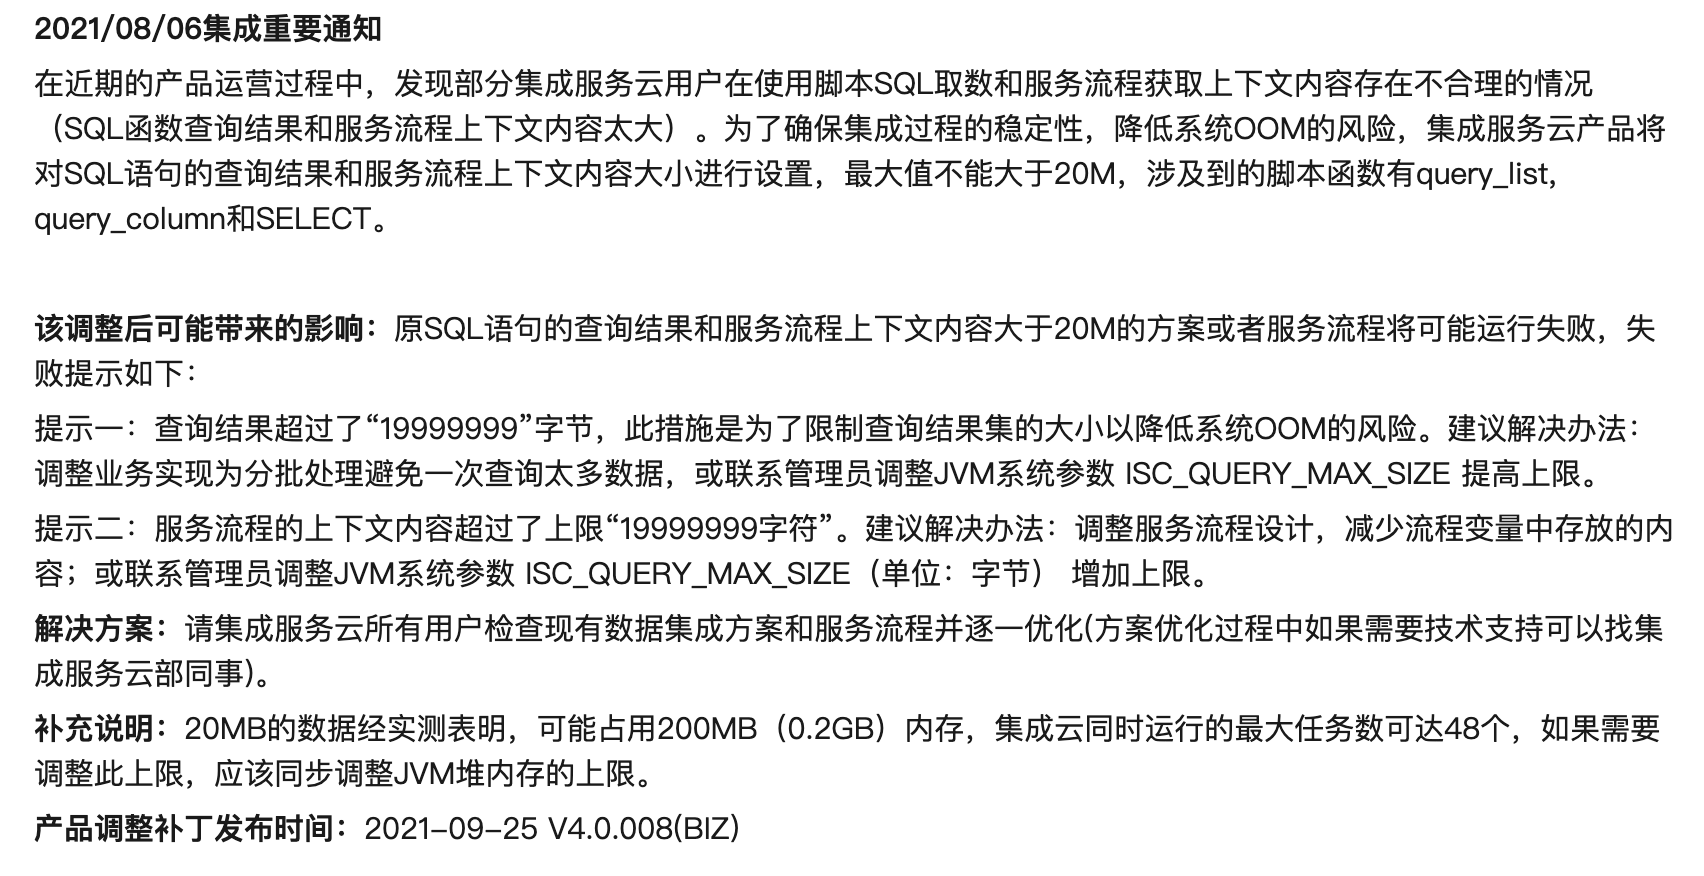 2021/08/06集成重要通知
在近期的产品运营过程中，发现部分集成服务云用户在使用脚本SQL取数和服务流程获取上下文内容存在不合理的情况
（SQL函数查询结果和服务流程上下文内容太大）。为了确保集成过程的稳定性，降低系统OOM的风险，集成服务云产品将
对SQL语句的查询结果和服务流程上下文内容大小进行设置，最大值不能大于20M，涉及到的脚本函数有query_list,
query_column和SELECT。
该调整后可能带来的影响：原SQL语句的查询结果和服务流程上下文内容大于20M的方案或者服务流程将可能运行失败，失
败提示如下：
提示一：查询结果超过了“19999999”字节，此措施是为了限制查询结果集的大小以降低系统OOM的风险。建议解决办法：
调整业务实现为分批处理避免一次查询太多数据，或联系管理员调整JVM系统参数 ISC_QUERY_MAX_SIZE 提高上限。
提示二：服务流程的上下文内容超过了上限“19999999字符”。建议解决办法：调整服务流程设计，减少流程变量中存放的内
容；或联系管理员调整JVM系统参数 ISC_QUERY_MAX_SIZE（单位：字节） 增加上限。
解决方案：请集成服务云所有用户检查现有数据集成方案和服务流程并逐一优化(方案优化过程中如果需要技术支持可以找集
成服务云部同事)。
补充说明：20MB的数据经实测表明，可能占用200MB（0.2GB）内存，集成云同时运行的最大任务数可达48个，如果需要
调整此上限，应该同步调整JVM堆内存的上限。
产品调整补丁发布时间：2021-09-25 V4.0.008(BIZ)